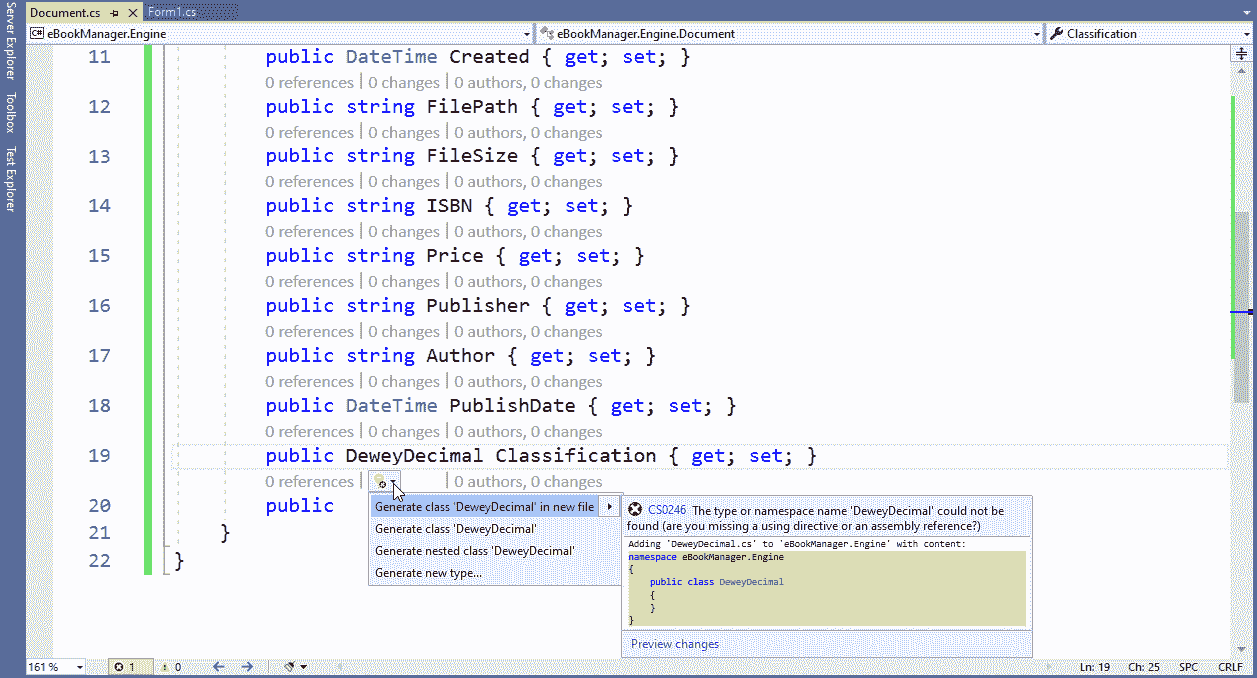 Document.cs
Form1.cs
Server Explorer
Toolbox
Test Explorer
C# eBookManager.Engine
eBookManager.Engine.Document
Classification
11 public DateTime Created { get; set; }
0 references | 0 changes | 0 authors, 0 changes
12 public string FilePath { get; set; }
0 references | 0 changes | 0 authors, 0 changes
13 public string FileSize { get; set; }
0 references | 0 changes | 0 authors, 0 changes
14 public string ISBN { get; set; }
0 references | 0 changes | 0 authors, 0 changes
15 public string Price { get; set; }
0 references | 0 changes | 0 authors, 0 changes
16 public string Publisher { get; set; }
0 references | 0 changes | 0 authors, 0 changes
17 public string Author { get; set; }
0 references | 0 changes | 0 authors, 0 changes
18 public DateTime PublishDate { get; set; }
0 references | 0 changes | 0 authors, 0 changes
19 public DeweyDecimal Classification { get; set; }
0 references | | 0 authors, 0 changes
20 public
21 }
22 }
Generate class 'DeweyDecimal' in new file
Generate class 'DeweyDecimal'
Generate nested class 'DeweyDecimal'
Generate new type...
CS0246 The type or namespace name 'DeweyDecimal' could not be
found (are you missing a using directive or an assembly reference?)
Adding 'DeweyDecimal.cs' to 'eBookManager.Engine' with content:
namespace eBookManager.Engine
{
public class DeweyDecimal
{
}
}
Preview changes
161 %
1
0
Ln: 19 Ch: 25 SPC CRLF